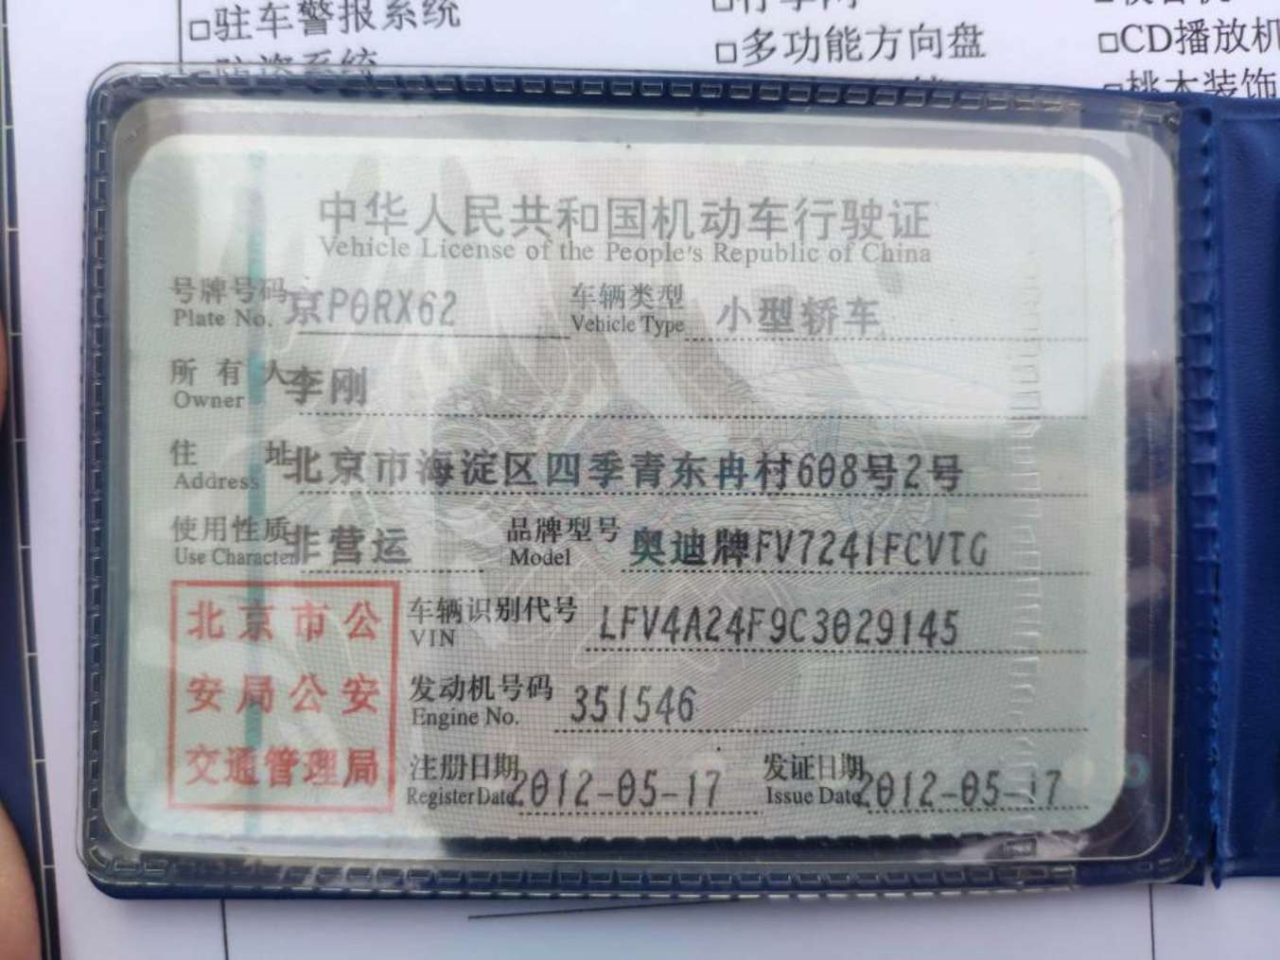 □驻车警报系统
□多功能方向盘
□CD播放机
□桃木装饰
中华人民共和国机动车行驶证
Vehicle License of the People's Republic of China
号牌号码 京P0RX62 车辆类型 小型轿车
Plate No. Vehicle Type
所有人 李刚
Owner
住址 北京市海淀区四季青东冉村608号2号
Address
使用性质 非营运 品牌型号 奥迪牌FV7241FCVTG
Use Character Model
北京市公
安局公安
交通管理局
车辆识别代号 LFV4A24F9C3029145
VIN
发动机号码 351546
Engine No.
注册日期 2012-05-17 发证日期 2012-05-17
Register Date Issue Date